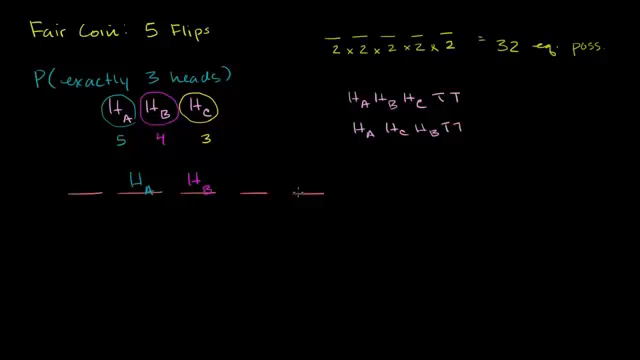 Fair Coin: 5 Flips
2 × 2 × 2 × 2 × 2 = 32 eq. poss.
P(exactly 3 heads)
H_A H_B H_C
5 4 3
H_A H_B H_C T T
H_A H_C H_B T T
H_A H_B